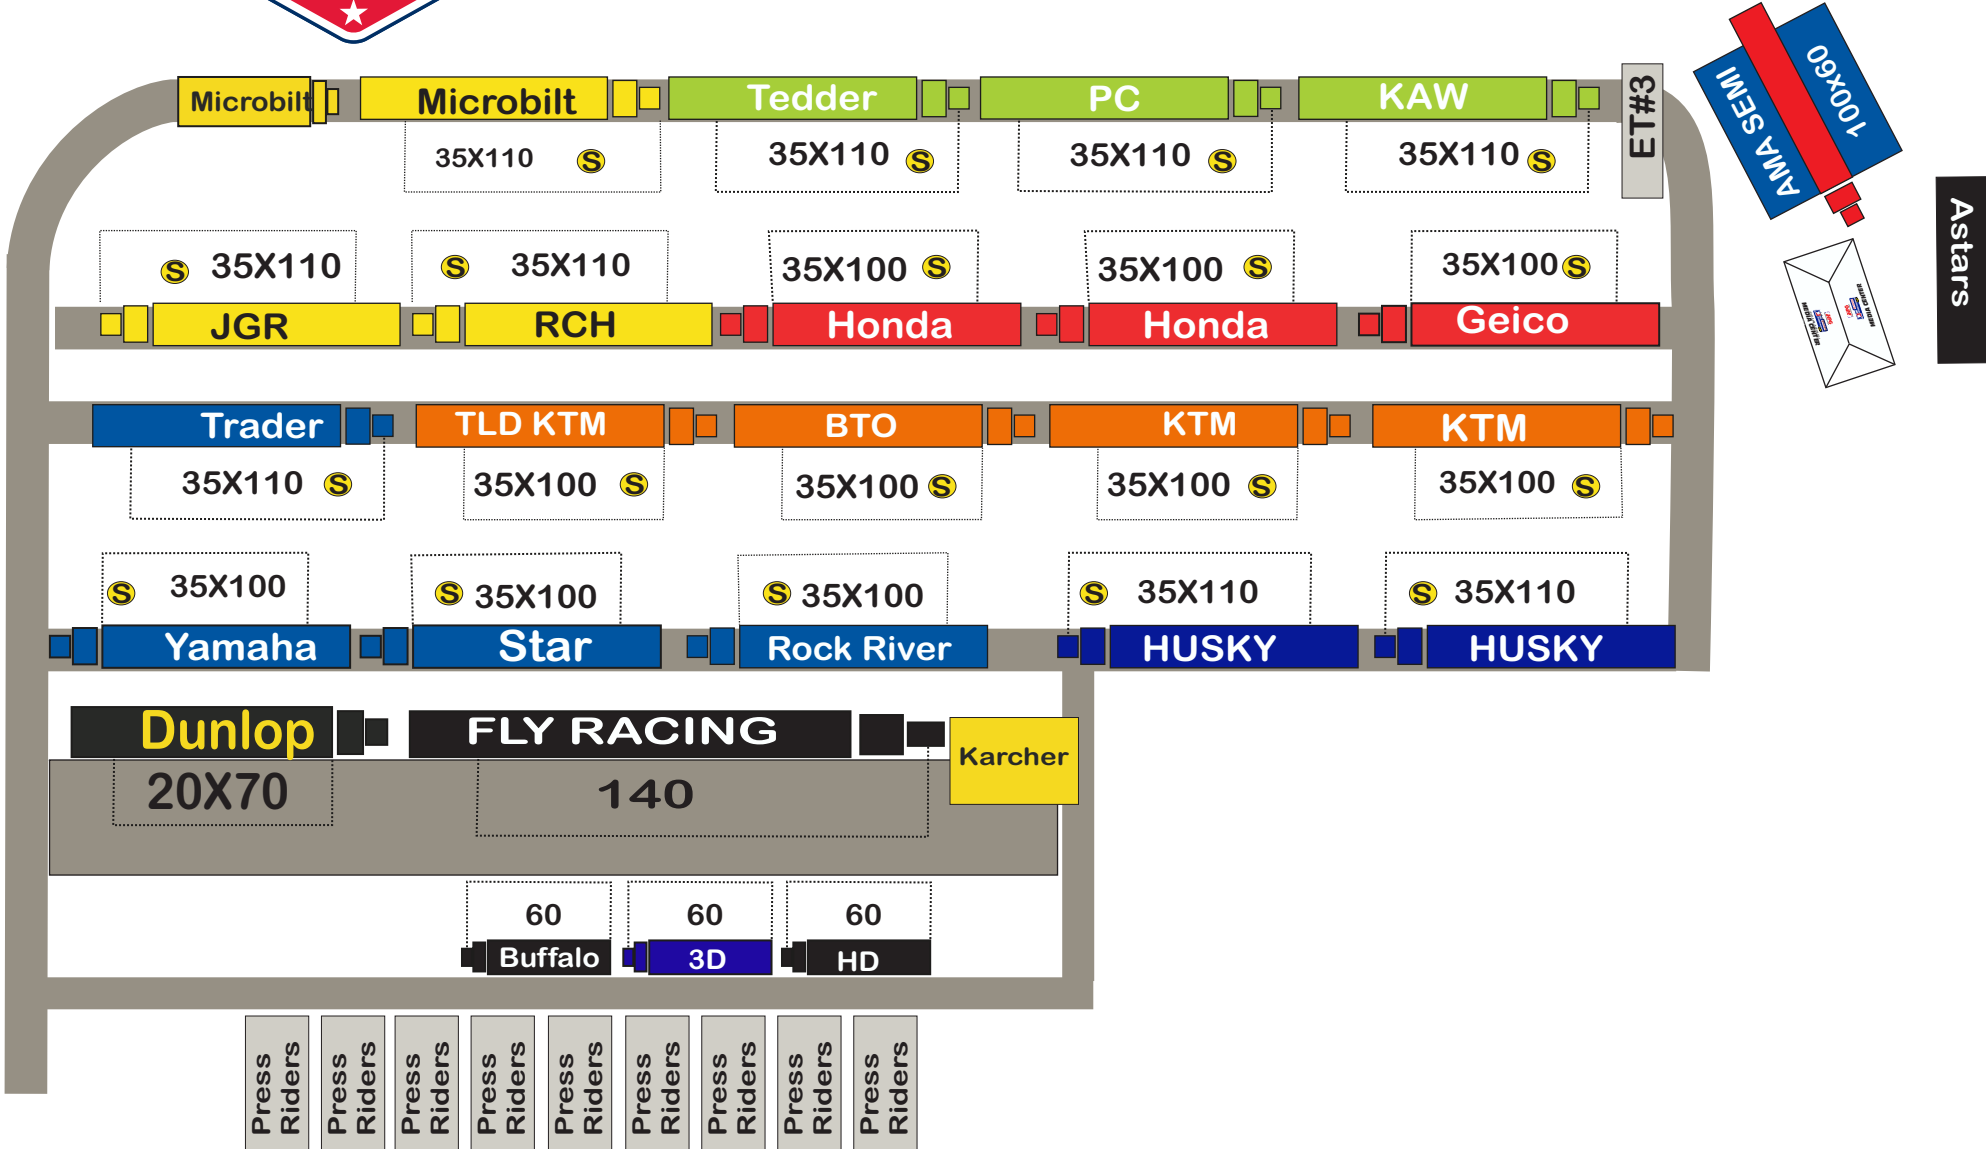 Microbilt
Microbilt
Tedder
PC
KAW
ET#3
AMA SEMI
100x60
35X110 S
35X110 S
35X110 S
35X110 S
Astars
S 35X110
S 35X110
35X100 S
35X100 S
35X100 S
MEDIA CENTER
JGR
RCH
Honda
Honda
Geico
Trader
TLD KTM
BTO
KTM
KTM
35X110 S
35X100 S
35X100 S
35X100 S
35X100 S
S 35X100
S 35X100
S 35X100
S 35X110
S 35X110
Yamaha
Star
Rock River
HUSKY
HUSKY
Dunlop
FLY RACING
Karcher
20X70
140
60
60
60
Buffalo
3D
HD
Press
Riders
Press
Riders
Press
Riders
Press
Riders
Press
Riders
Press
Riders
Press
Riders
Press
Riders
Press
Riders